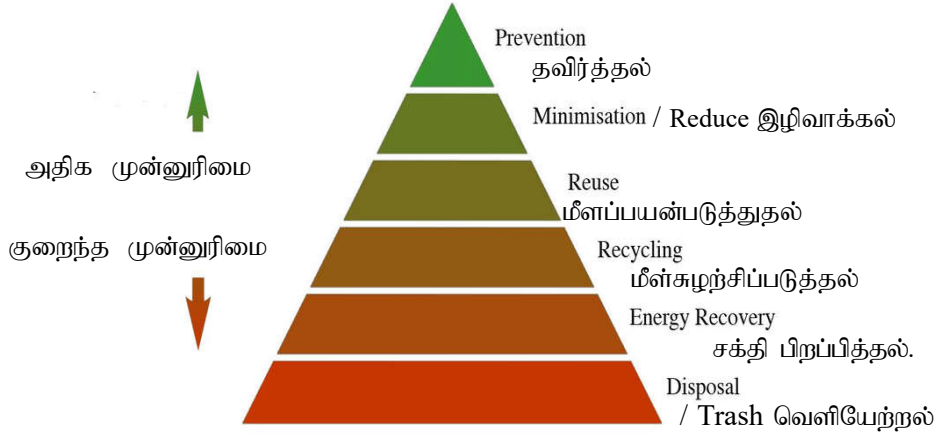 Prevention
தவிர்த்தல்
Minimisation / Reduce இழிவாக்கல்
அதிக முன்னுரிமை
Reuse
மீளப்பயன்படுத்துதல்
குறைந்த முன்னுரிமை
Recycling
மீள்சுழற்சிப்படுத்தல்
Energy Recovery
சக்தி பிறப்பித்தல்.
Disposal
/ Trash வெளியேற்றல்